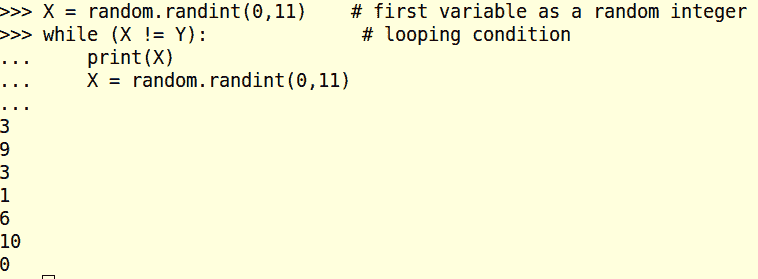 >>> X = random.randint(0,11)    # first variable as a random integer
>>> while (X != Y):              # looping condition
...     print(X)
...     X = random.randint(0,11)
...
3
9
3
1
6
10
0